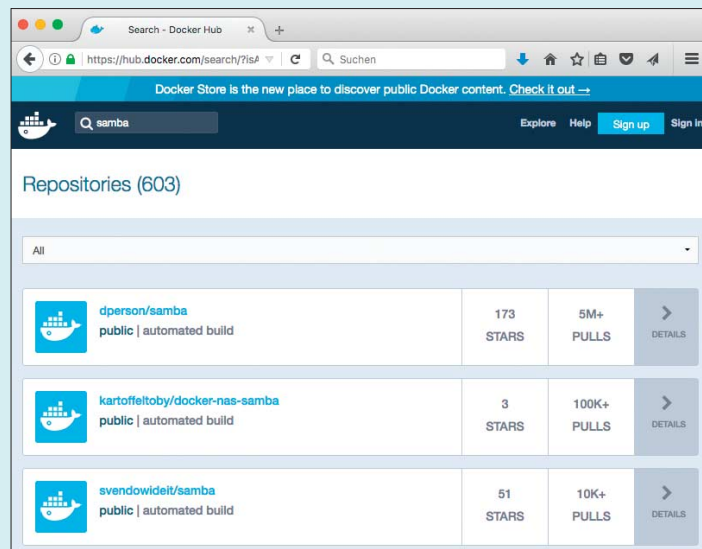 Search - Docker Hub
https://hub.docker.com/search/?isA
Suchen
Docker Store is the new place to discover public Docker content. Check it out →
samba
Explore Help Sign up Sign in
Repositories (603)
All
dperson/samba
public | automated build
173
STARS
5M+
PULLS
DETAILS
kartoffeltoby/docker-nas-samba
public | automated build
3
STARS
100K+
PULLS
DETAILS
svendowideit/samba
public | automated build
51
STARS
10K+
PULLS
DETAILS